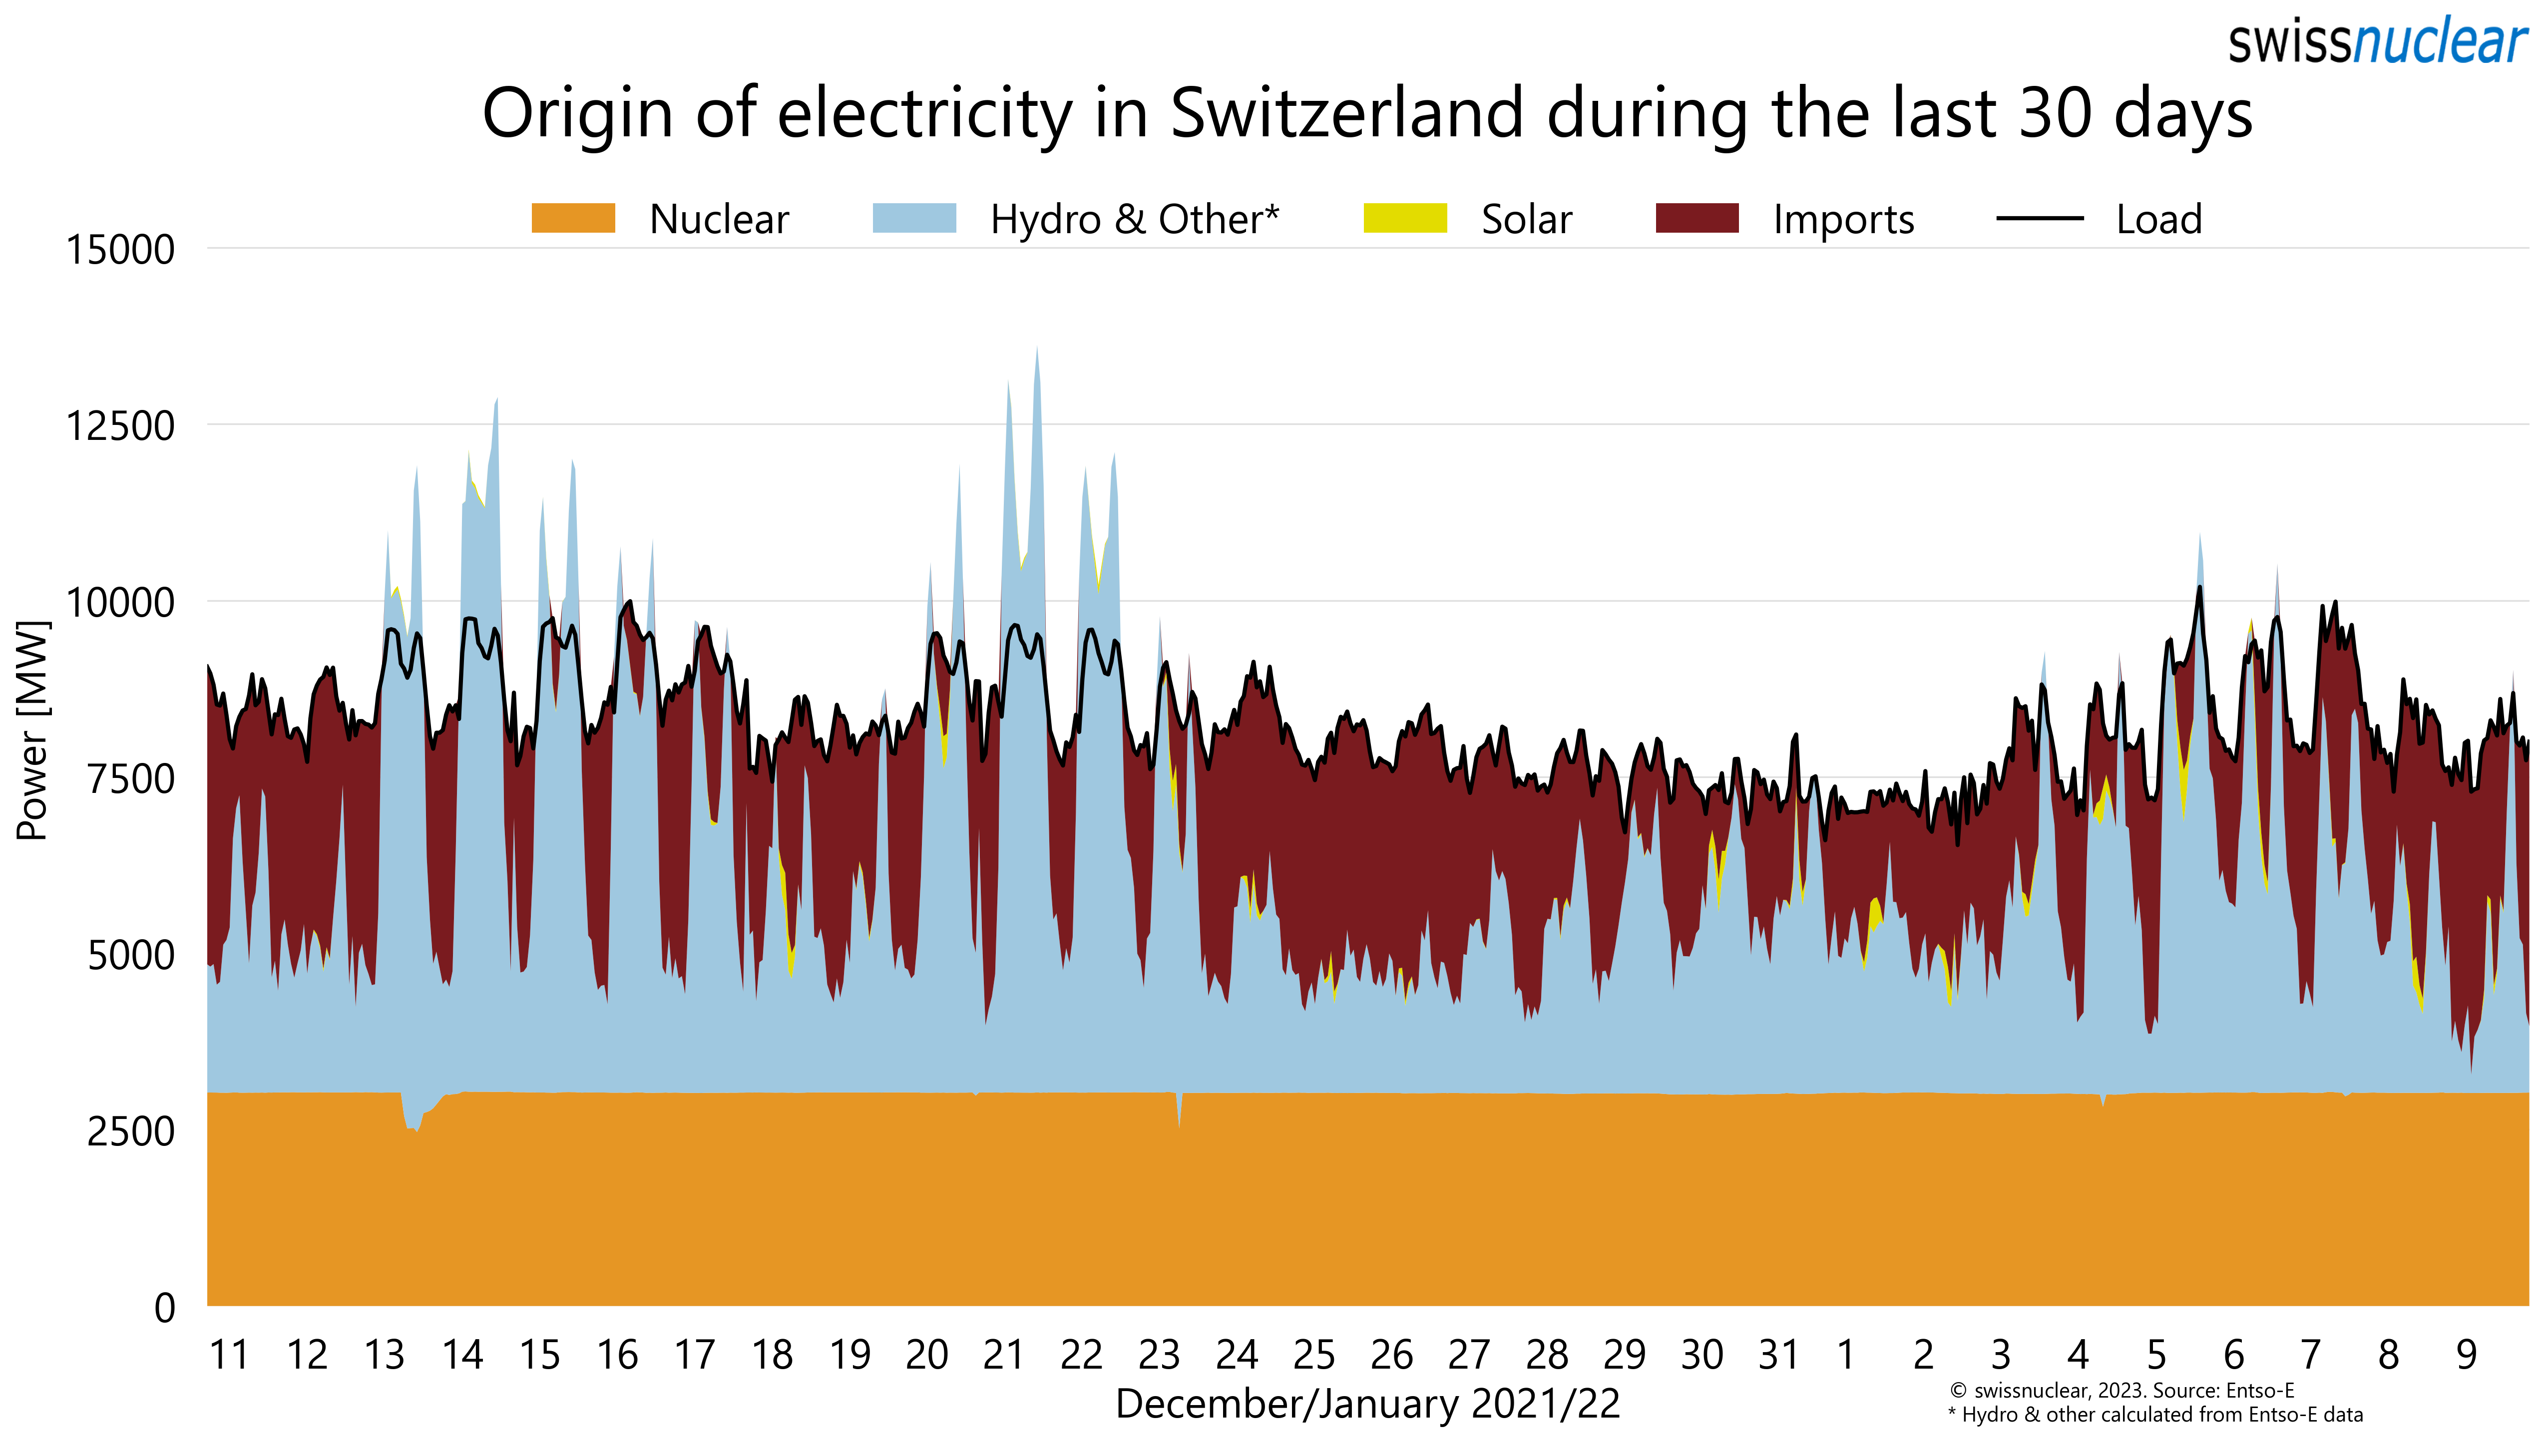 swissnuclear
Origin of electricity in Switzerland during the last 30 days
Nuclear Hydro & Other* Solar Imports Load
15000
12500
10000
7500
5000
2500
0
Power [MW]
11 12 13 14 15 16 17 18 19 20 21 22 23 24 25 26 27 28 29 30 31 1 2 3 4 5 6 7 8 9
December/January 2021/22
© swissnuclear, 2023. Source: Entso-E
* Hydro & other calculated from Entso-E data